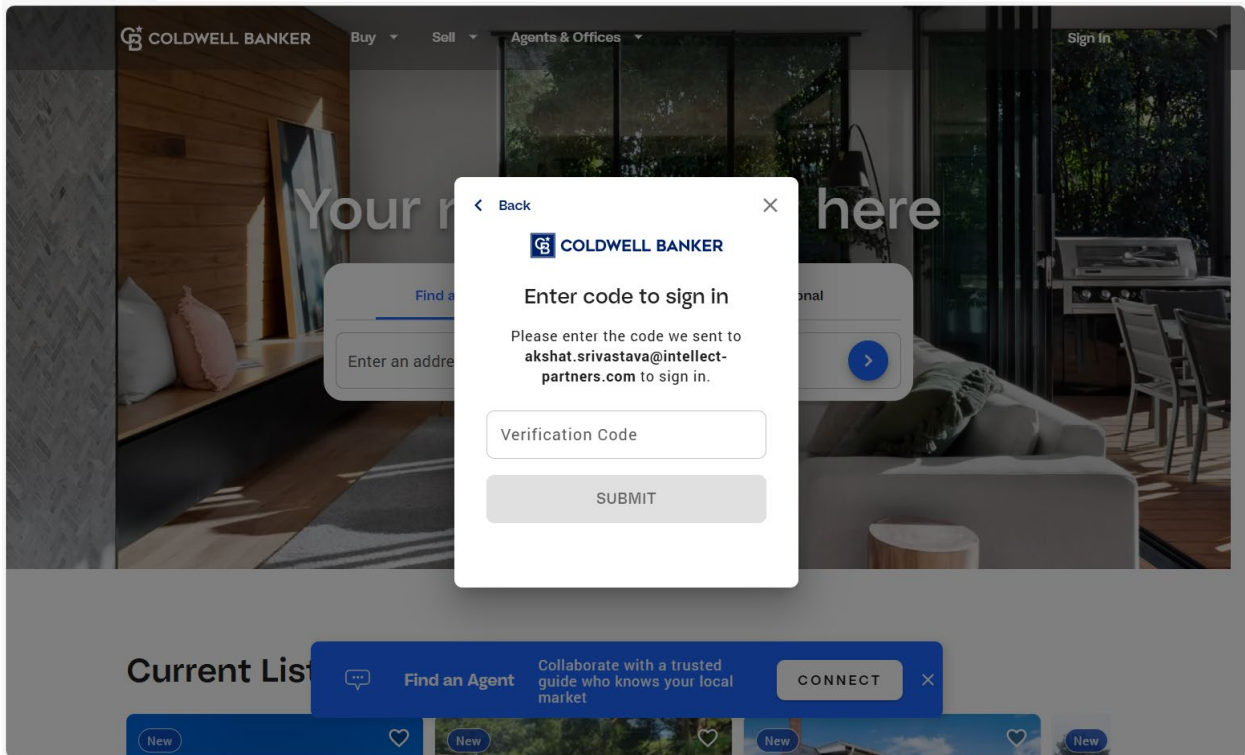 COLDWELL BANKER
Buy
Sell
Agents & Offices
Sign In
Your
here
Back
COLDWELL BANKER
Enter code to sign in
Please enter the code we sent to
akshat.srivastava@intellect-
partners.com to sign in.
Verification Code
SUBMIT
Find a
onal
Enter an addre
Current List
Find an Agent
Collaborate with a trusted
guide who knows your local
market
CONNECT
New
New
New
New